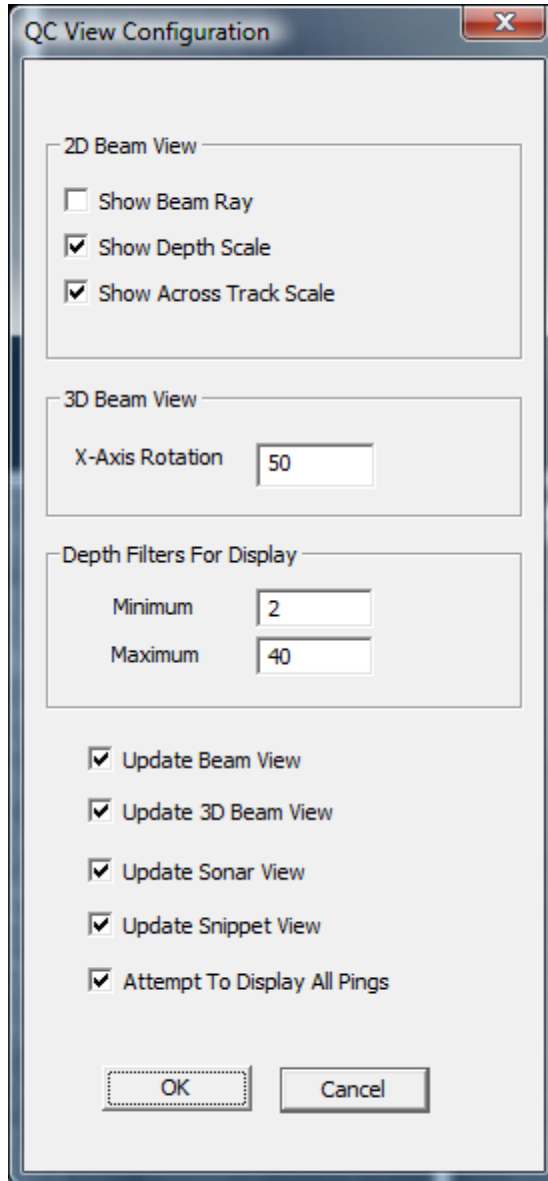 QC View Configuration
2D Beam View
Show Beam Ray
Show Depth Scale
Show Across Track Scale
3D Beam View
X-Axis Rotation 50
Depth Filters For Display
Minimum 2
Maximum 40
Update Beam View
Update 3D Beam View
Update Sonar View
Update Snippet View
Attempt To Display All Pings
OK Cancel